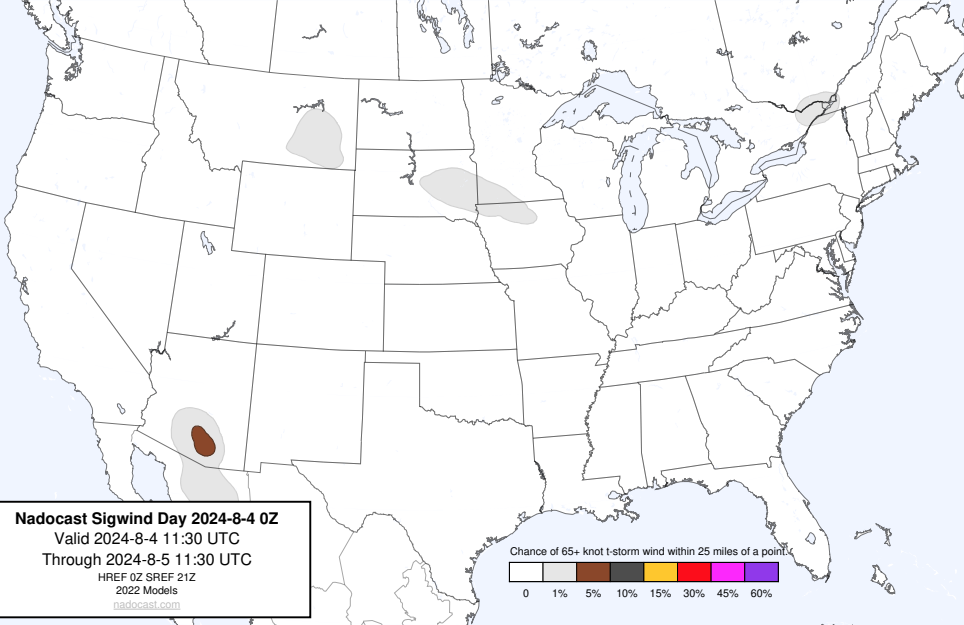 Nadocast Sigwind Day 2024-8-4 0Z
Valid 2024-8-4 11:30 UTC
Through 2024-8-5 11:30 UTC
HREF 0Z SREF 21Z
2022 Models
nadocast.com
Chance of 65+ knot t-storm wind within 25 miles of a point.
0 1% 5% 10% 15% 30% 45% 60%